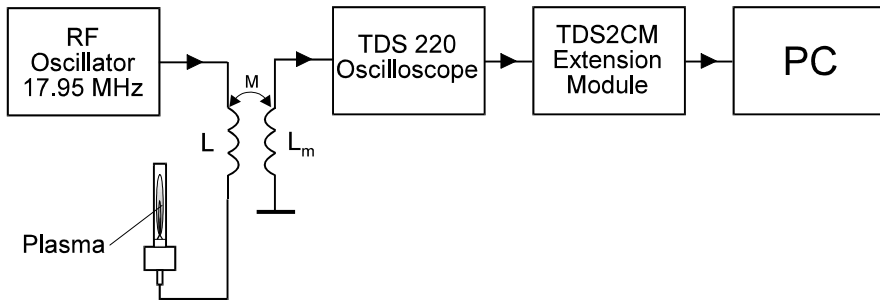 RF
Oscillator
17.95 MHz
TDS 220
Oscilloscope
TDS2CM
Extension
Module
PC
M
L
Lm
Plasma